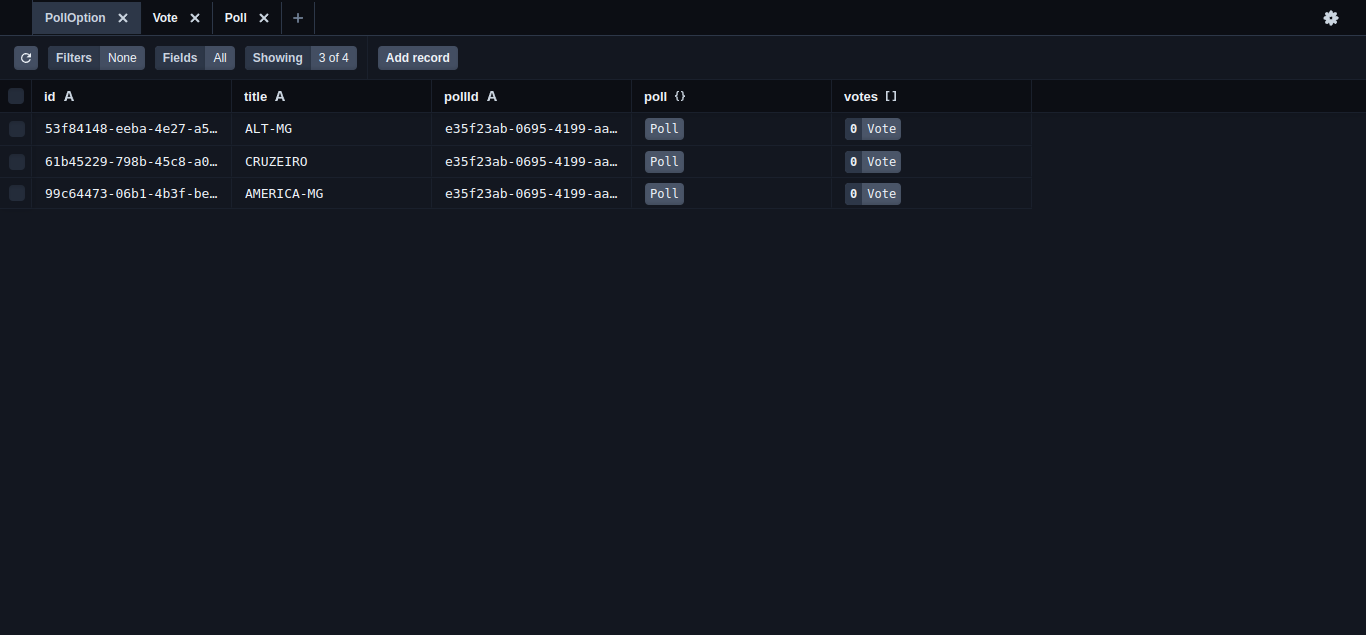 PollOption Vote Poll
Filters None Fields All Showing 3 of 4 Add record
id A title A pollId A poll {} votes []
53f84148-eeba-4e27-a5… ALT-MG e35f23ab-0695-4199-aa… Poll 0 Vote
61b45229-798b-45c8-a0… CRUZEIRO e35f23ab-0695-4199-aa… Poll 0 Vote
99c64473-06b1-4b3f-be… AMERICA-MG e35f23ab-0695-4199-aa… Poll 0 Vote